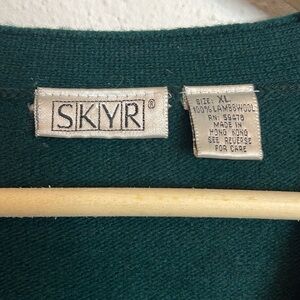 SKYR®
SIZE: XL
100% LAMBSWOOL
RN: 59478
MADE IN
HONG KONG
SEE REVERSE
FOR CARE